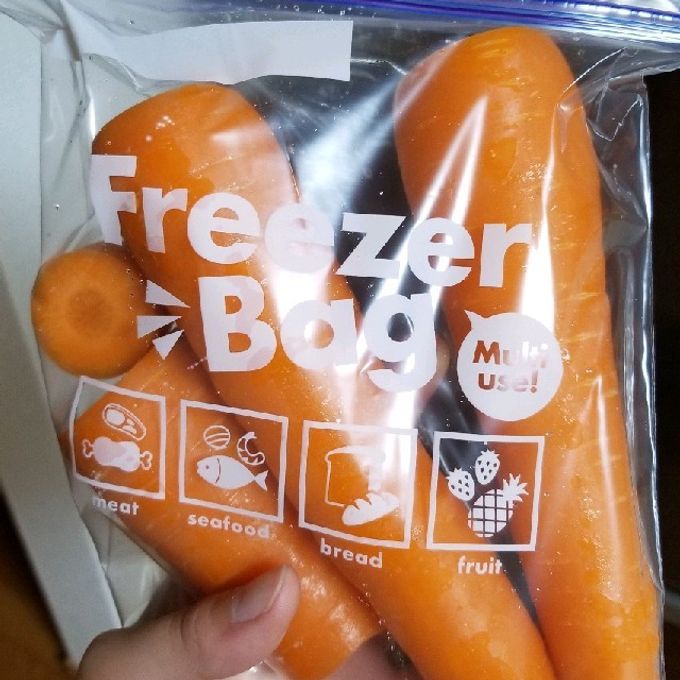 Freezer
Bag
Multi
use!
meat
seafood
bread
fruit